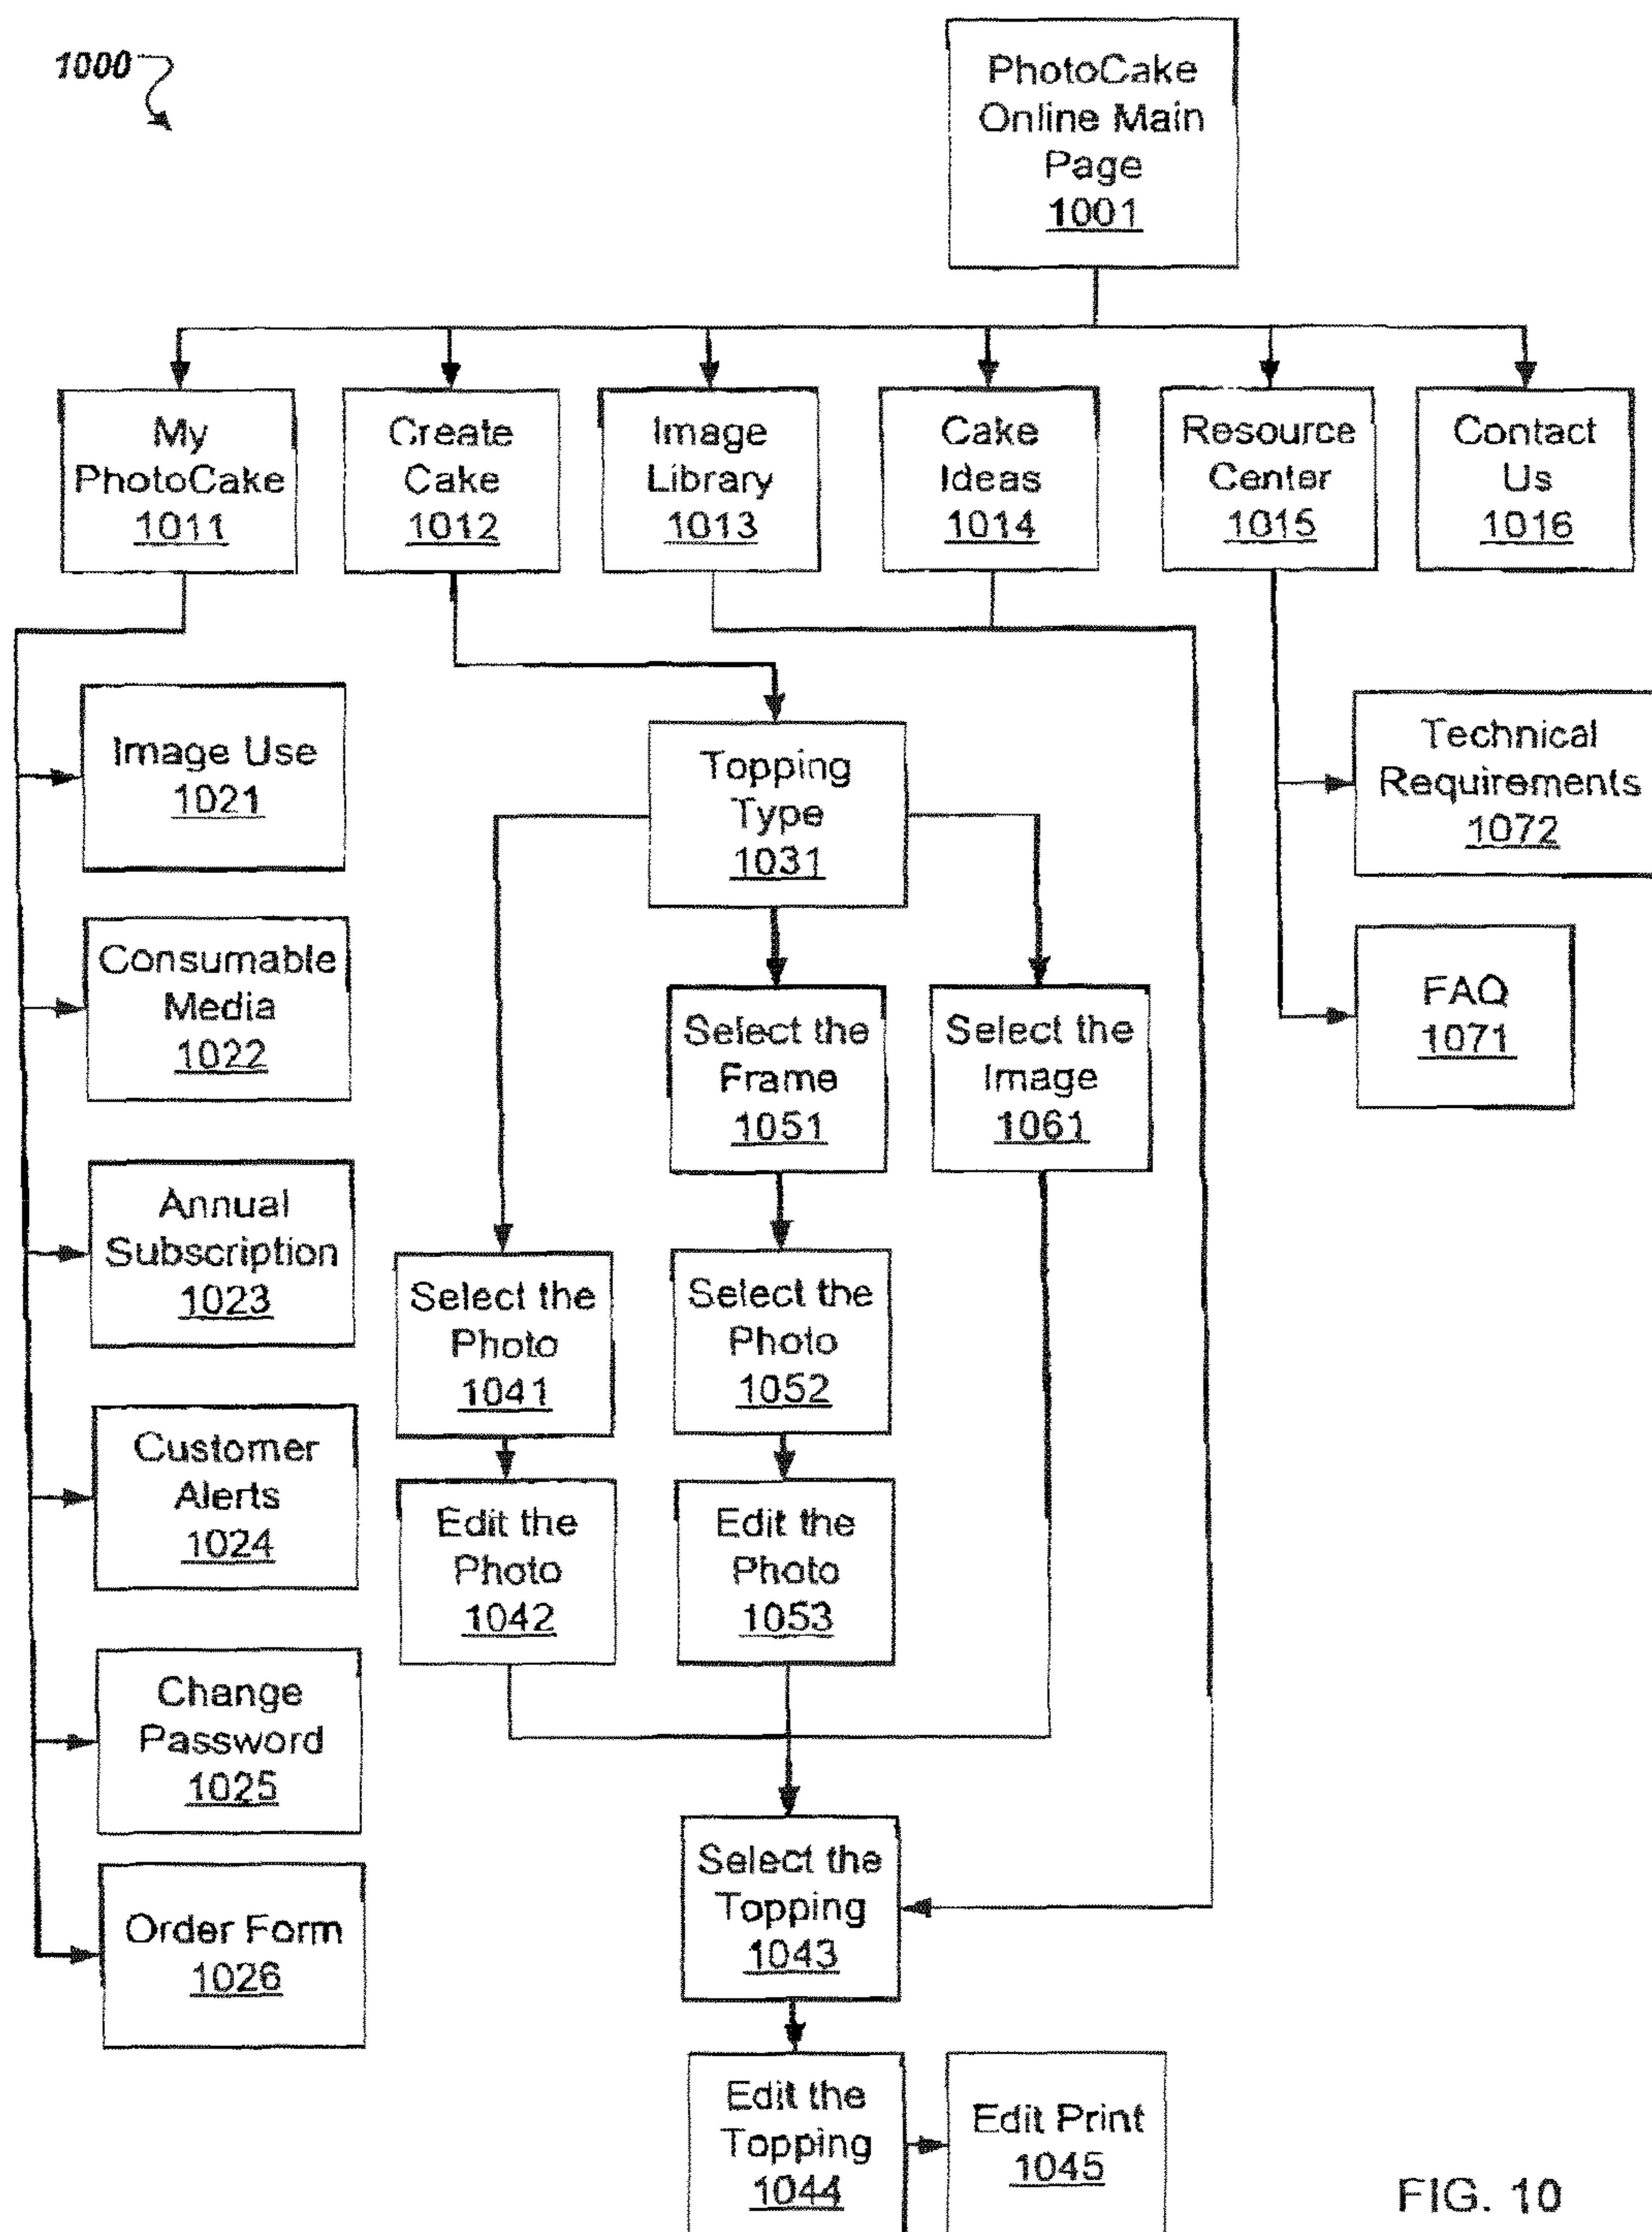 1000
PhotoCake
Online Main
Page
1001
My
PhotoCake
1011
Create
Cake
1012
Image
Library
1013
Cake
Ideas
1014
Resource
Center
1015
Contact
Us
1016
Image Use
1021
Consumable
Media
1022
Annual
Subscription
1023
Customer
Alerts
1024
Change
Password
1025
Order Form
1026
Topping
Type
1031
Select the
Photo
1041
Edit the
Photo
1042
Select the
Frame
1051
Select the
Photo
1052
Edit the
Photo
1053
Select the
Image
1061
Select the
Topping
1043
Edit the
Topping
1044
Edit Print
1045
Technical
Requirements
1072
FAQ
1071
FIG. 10